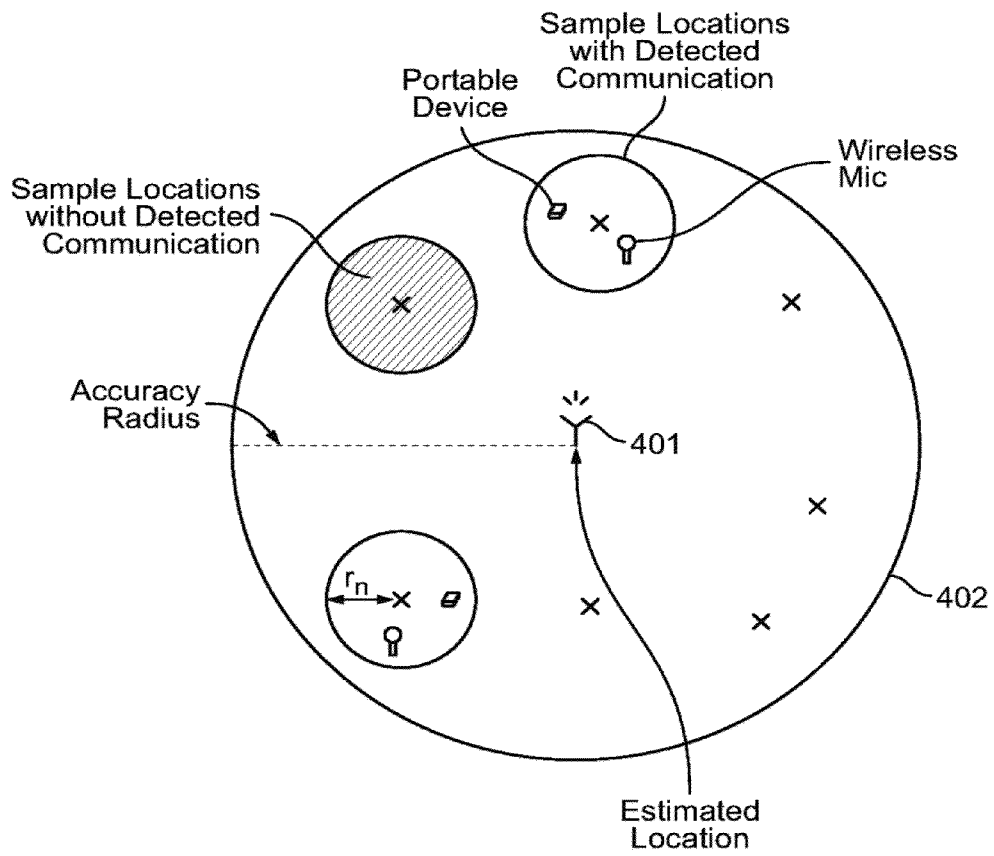 Sample Locations
with Detected
Communication
Portable
Device
Wireless
Mic
Sample Locations
without Detected
Communication
Accuracy
Radius
401
rn
402
Estimated
Location